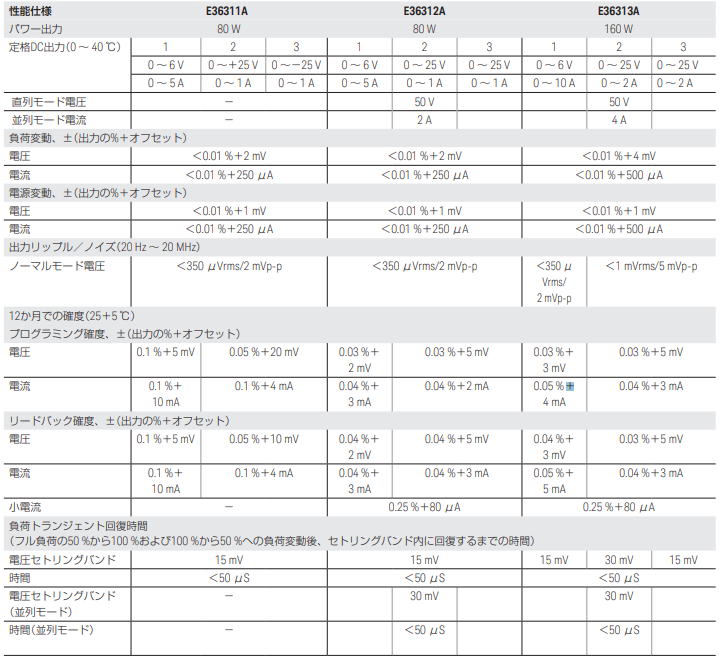 性能仕様 E36311A E36312A E36313A
パワー出力 80 W 80 W 160 W
定格DC出力（0 ～ 40 ℃） 1 2 3 1 2 3 1 2 3
0 ～ 6 V 0 ～ ＋25 V 0 ～ －25 V 0 ～ 6 V 0 ～ 25 V 0 ～ 25 V 0 ～ 6 V 0 ～ 25 V 0 ～ 25 V
0 ～ 5 A 0 ～ 1 A 0 ～ 1 A 0 ～ 5 A 0 ～ 1 A 0 ～ 1 A 0 ～ 10 A 0 ～ 2 A 0 ～ 2 A
直列モード電圧 － 50 V 50 V
並列モード電流 － 2 A 4 A
負荷変動、±（出力の%＋オフセット）
電圧 ＜0.01 %＋2 mV ＜0.01 %＋2 mV ＜0.01 %＋4 mV
電流 ＜0.01 %＋250 μA ＜0.01 %＋250 μA ＜0.01 %＋500 μA
電源変動、±（出力の%＋オフセット）
電圧 ＜0.01 %＋1 mV ＜0.01 %＋1 mV ＜0.01 %＋1 mV
電流 ＜0.01 %＋250 μA ＜0.01 %＋250 μA ＜0.01 %＋500 μA
出力リップル／ノイズ（20 Hz ～ 20 MHz）
ノーマルモード電圧 ＜350 μVrms/2 mVp-p ＜350 μVrms/2 mVp-p ＜350 μ ＜1 mVrms/5 mVp-p
Vrms/
2 mVp-p
12か月での確度（25＋5 ℃）
プログラミング確度、±（出力の%＋オフセット）
電圧 0.1 %＋5 mV 0.05 %＋20 mV 0.03 %＋ 0.03 %＋5 mV 0.03 %＋ 0.03 %＋5 mV
2 mV 3 mV
電流 0.1 %＋ 0.1 %＋4 mA 0.04 %＋ 0.04 %＋2 mA 0.05 %＋ 0.04 %＋3 mA
10 mA 3 mA 4 mA
リードバック確度、±（出力の%＋オフセット）
電圧 0.1 %＋5 mV 0.05 %＋10 mV 0.04 %＋ 0.04 %＋5 mV 0.04 %＋ 0.03 %＋5 mV
2 mV 3 mV
電流 0.1 %＋ 0.1 %＋4 mA 0.04 %＋ 0.04 %＋3 mA 0.05 %＋ 0.04 %＋3 mA
10 mA 3 mA 5 mA
小電流 － 0.25 %＋80 μA 0.25 %＋80 μA
負荷トランジェント回復時間
（フル負荷の50 %から100 %および100 %から50 %への負荷変動後、セトリングバンド内に回復するまでの時間）
電圧セトリングバンド 15 mV 15 mV 15 mV 30 mV 15 mV
時間 ＜50 μS ＜50 μS ＜50 μS
電圧セトリングバンド － 30 mV 30 mV
（並列モード）
時間（並列モード） － ＜50 μS ＜50 μS